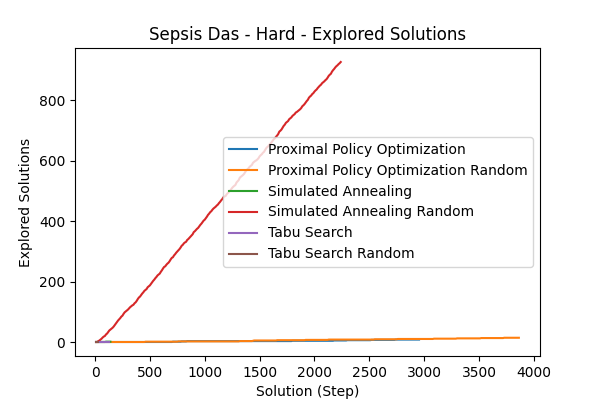 Sepsis Das - Hard - Explored Solutions
Explored Solutions
800
600
400
200
0
Proximal Policy Optimization
Proximal Policy Optimization Random
Simulated Annealing
Simulated Annealing Random
Tabu Search
Tabu Search Random
0 500 1000 1500 2000 2500 3000 3500 4000
Solution (Step)